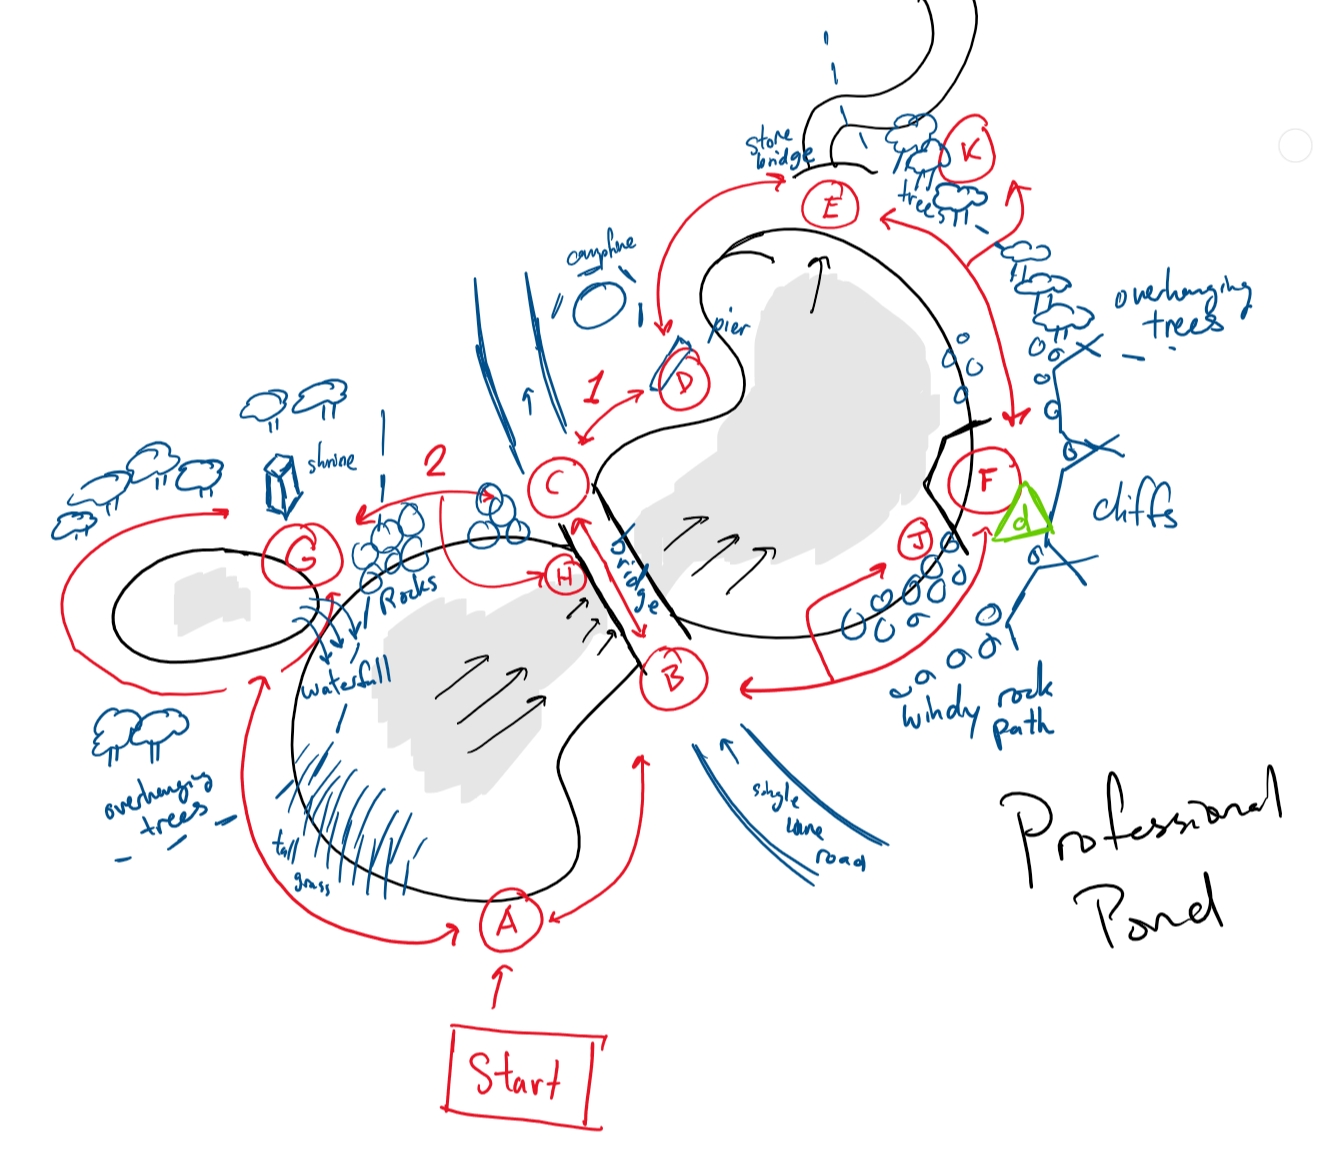 stone
bridge
K
E
trees
campfire
overhanging
trees
pier
1
D
2
shrine
C
F
d
cliffs
G
J
H
bridge
Rocks
waterfall
B
windy rock
path
overhanging
trees
single
lane
road
tall
grass
A
Professional
Pond
Start